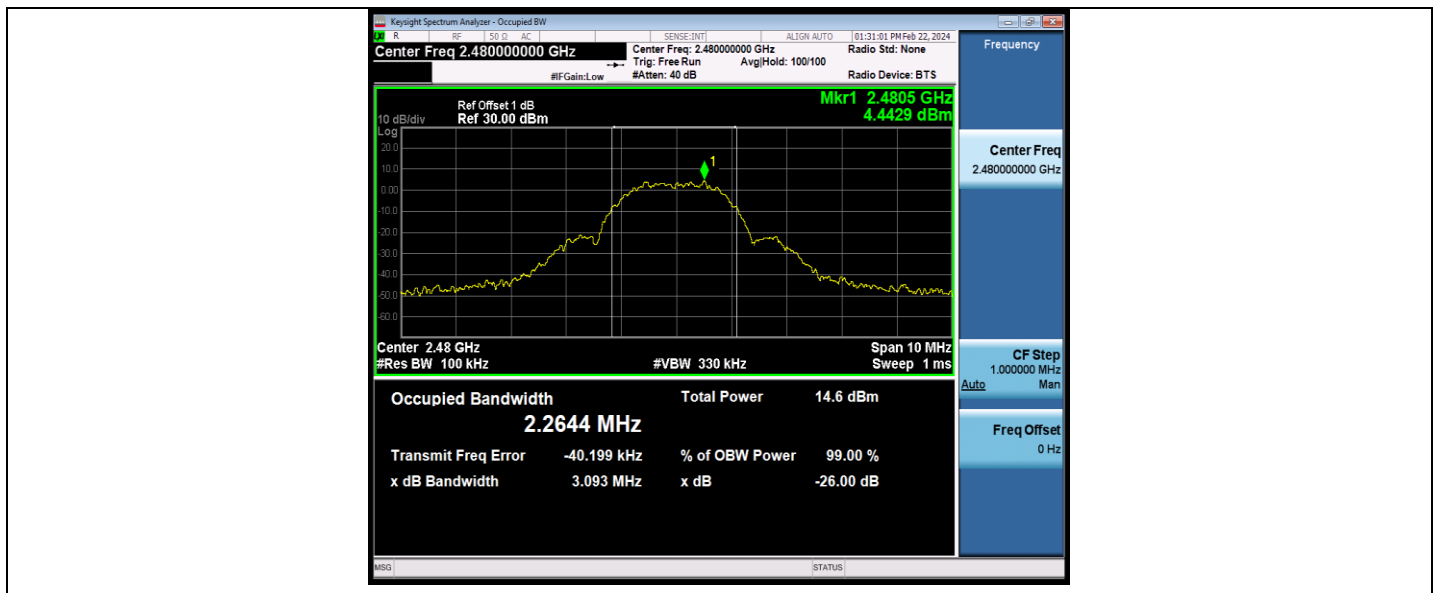 Keysight Spectrum Analyzer - Occupied BW
R RF 50 Ω AC SENSE:INT ALIGN AUTO 01:31:01 PM Feb 22, 2024
Center Freq 2.480000000 GHz
Center Freq: 2.480000000 GHz
Radio Std: None
Trig: Free Run Avg|Hold: 100/100
#IFGain:Low
#Atten: 40 dB
Radio Device: BTS
Frequency
Mkr1 2.4805 GHz
4.4429 dBm
Ref Offset 1 dB
10 dB/div Ref 30.00 dBm
Log
20.0
10.0
0.00
-10.0
-20.0
-30.0
-40.0
-50.0
-60.0
1
Center Freq
2.480000000 GHz
Center 2.48 GHz Span 10 MHz
#Res BW 100 kHz #VBW 330 kHz Sweep 1 ms
CF Step
1.000000 MHz
Auto Man
Occupied Bandwidth Total Power 14.6 dBm
2.2644 MHz
Freq Offset
0 Hz
Transmit Freq Error -40.199 kHz % of OBW Power 99.00 %
x dB Bandwidth 3.093 MHz x dB -26.00 dB
MSG STATUS